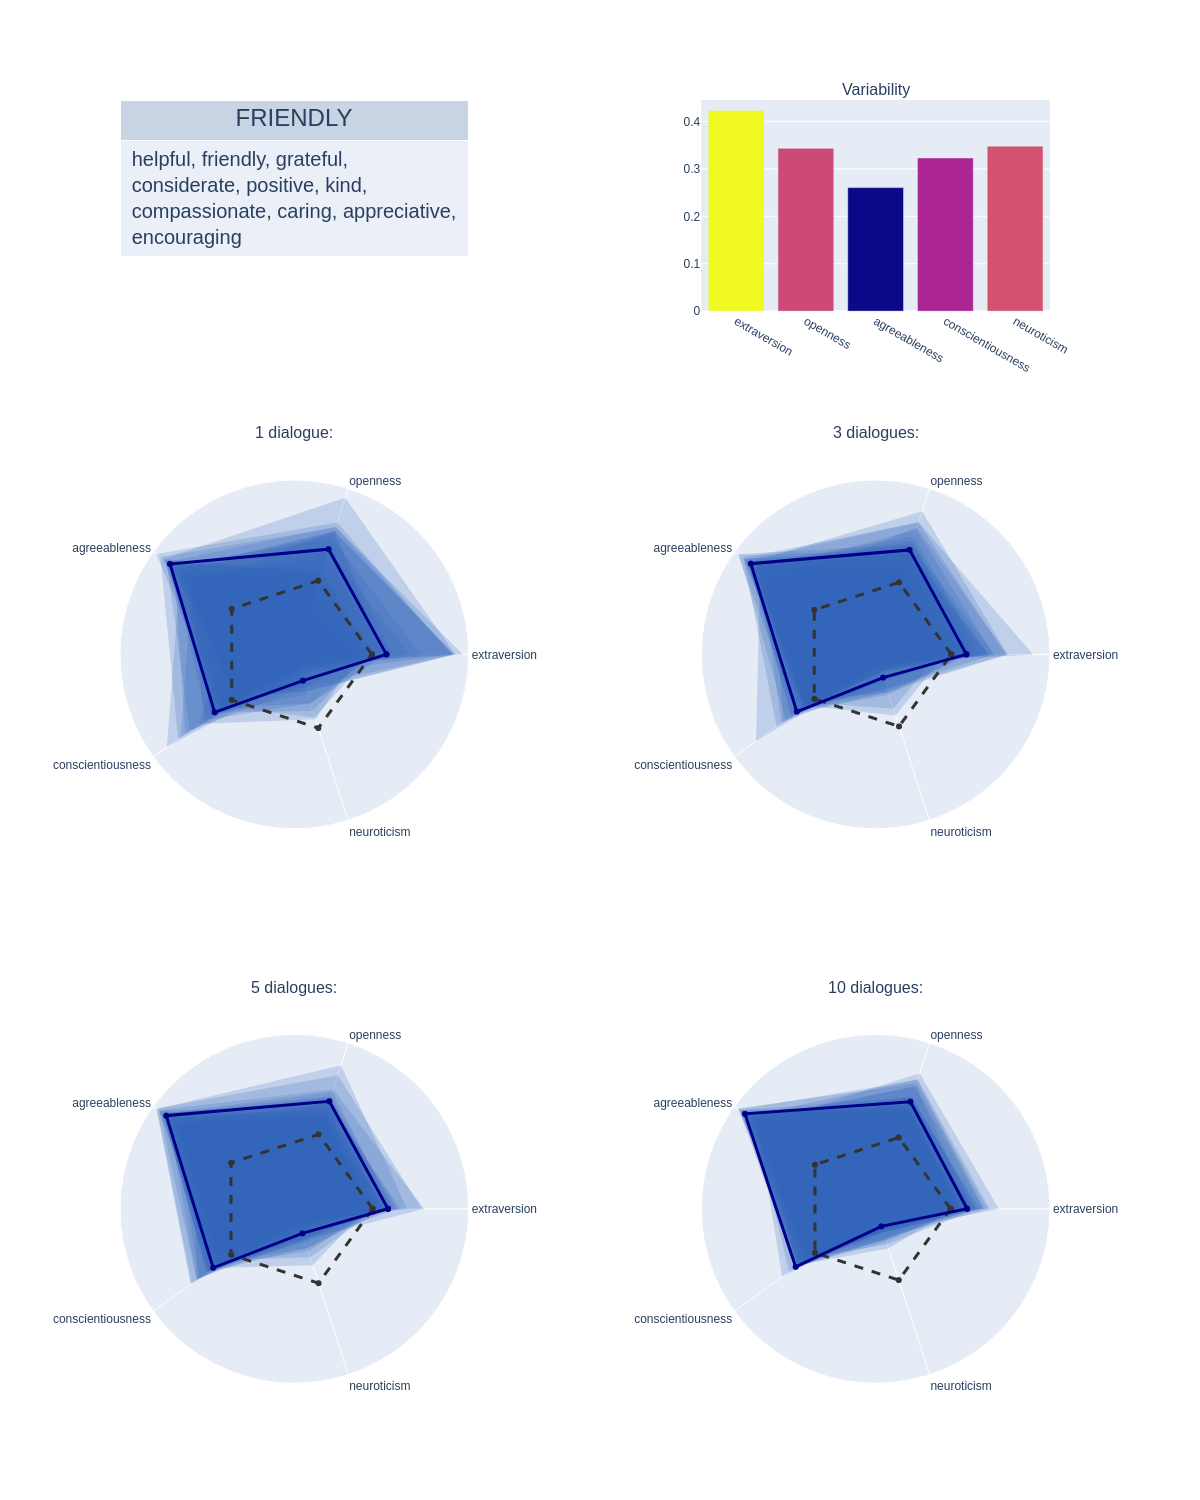 FRIENDLY
helpful, friendly, grateful,
considerate, positive, kind,
compassionate, caring, appreciative,
encouraging
Variability
0.4
0.3
0.2
0.1
0
extraversion
openness
agreeableness
conscientiousness
neuroticism
1 dialogue:
openness
agreeableness
extraversion
conscientiousness
neuroticism
3 dialogues:
openness
agreeableness
extraversion
conscientiousness
neuroticism
5 dialogues:
openness
agreeableness
extraversion
conscientiousness
neuroticism
10 dialogues:
openness
agreeableness
extraversion
conscientiousness
neuroticism